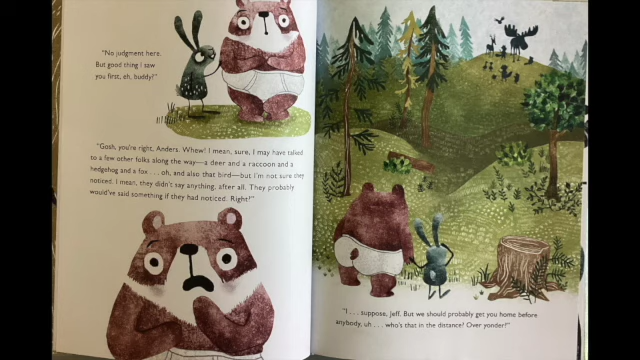 "No judgment here.
But good thing I saw
you first, eh, buddy?"
"Gosh, you're right, Anders. Whew! I mean, sure, I may have talked
to a few other folks along the way—a deer and a raccoon and a
hedgehog and a fox . . . oh, and also that bird—but I'm not sure they
noticed. I mean, they didn't say anything, after all. They probably
would've said something if they had noticed. Right?"
"I . . . suppose, Jeff. But we should probably get you home before
anybody, uh . . . who's that in the distance? Over yonder?"